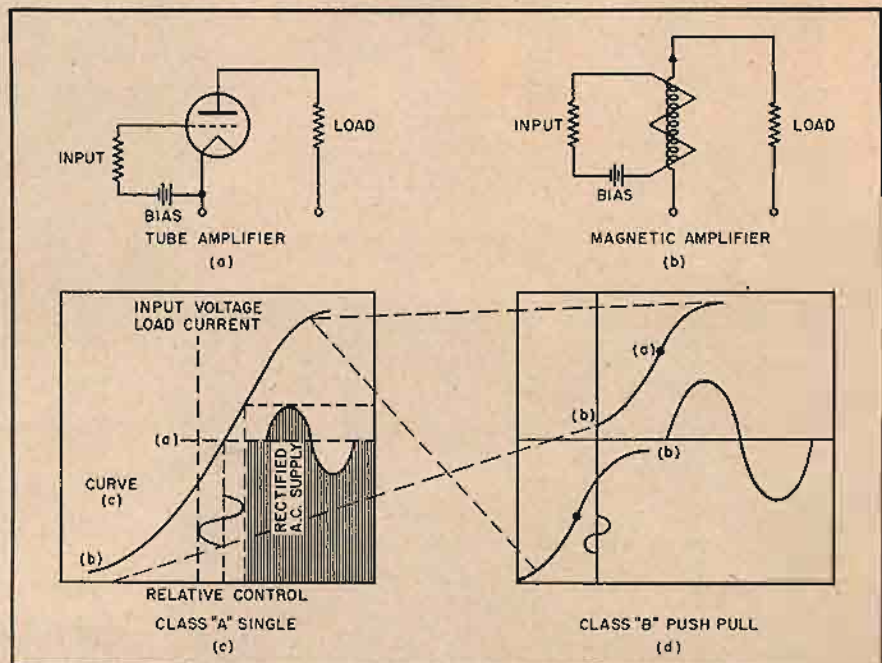 INPUT
LOAD
BIAS
TUBE AMPLIFIER
(a)
INPUT
LOAD
BIAS
MAGNETIC AMPLIFIER
(b)
INPUT VOLTAGE
LOAD CURRENT
(a)
RECTIFIED
A.C. SUPPLY
CURVE
(c)
(b)
RELATIVE CONTROL
CLASS "A" SINGLE
(c)
(a)
(b)
(b)
CLASS "B" PUSH PULL
(d)